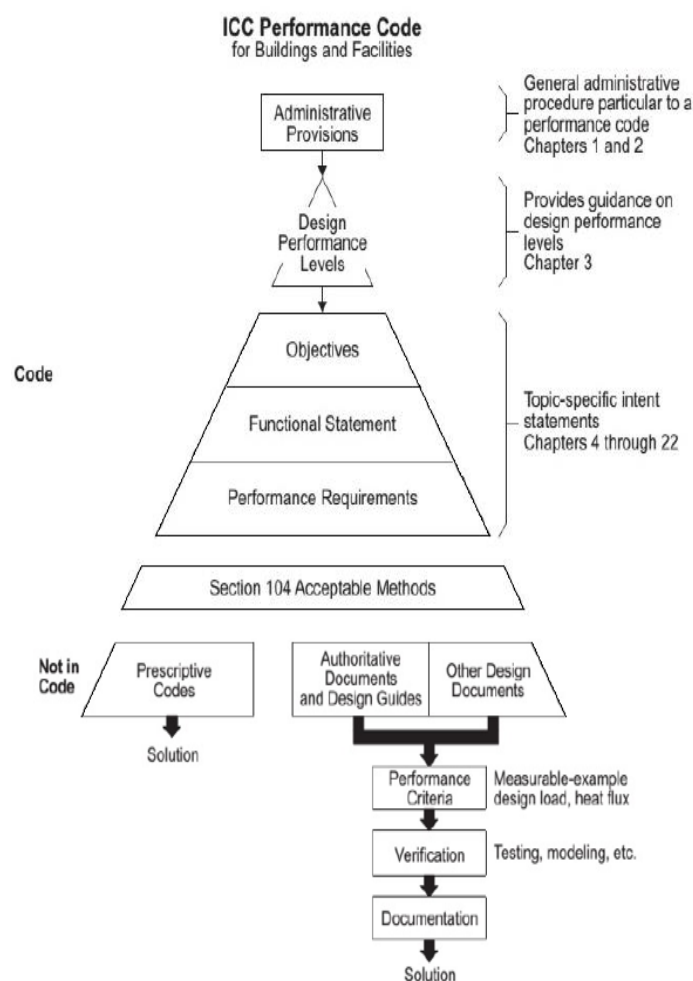 ICC Performance Code
for Buildings and Facilities
Administrative
Provisions
General administrative
procedure particular to a
performance code
Chapters 1 and 2
Design
Performance
Levels
Provides guidance on
design performance
levels
Chapter 3
Code
Objectives
Functional Statement
Performance Requirements
Topic-specific intent
statements
Chapters 4 through 22
Section 104 Acceptable Methods
Not in
Code
Prescriptive
Codes
Solution
Authoritative
Documents
and Design Guides
Other Design
Documents
Performance
Criteria
Measurable-example
design load, heat flux
Verification
Testing, modeling, etc.
Documentation
Solution